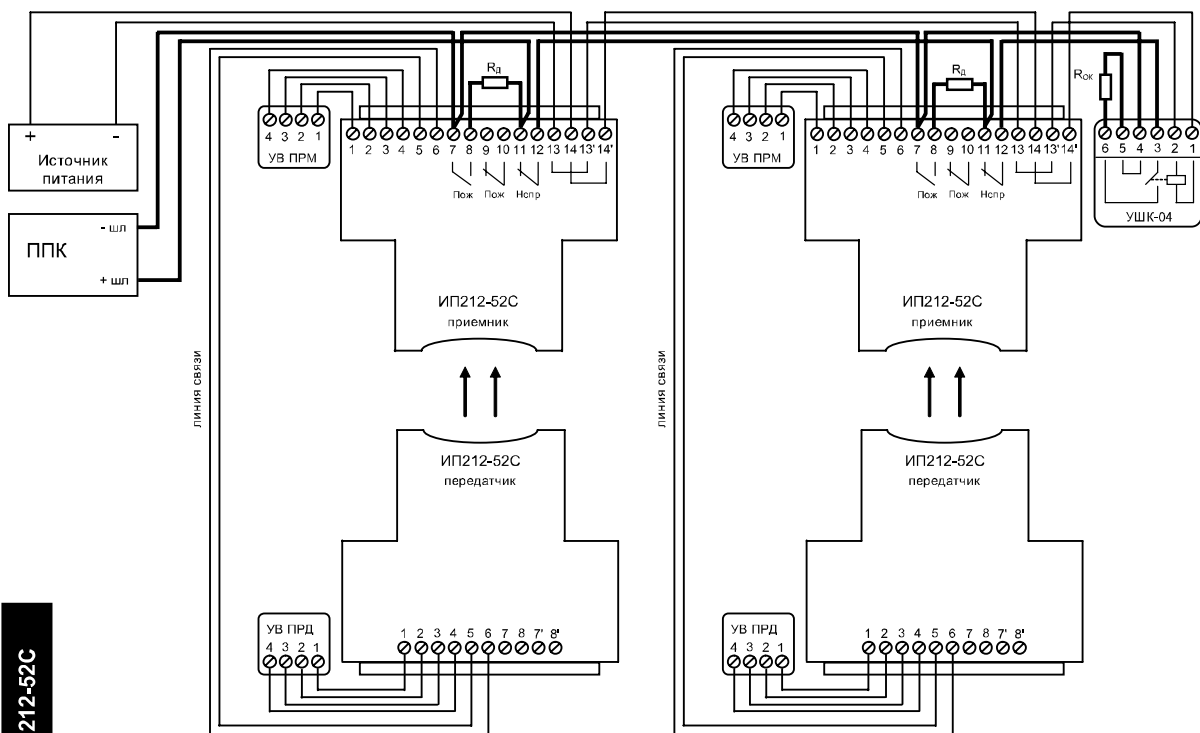 + -
Источник
питания
ППК
- шл
+ шл
4 3 2 1
УВ ПРМ
Rд
1 2 3 4 5 6 7 8 9 10 11 12 13 14 13' 14'
Пож Пож Нспр
ИП212-52С
приемник
линия связи
ИП212-52С
передатчик
УВ ПРД
4 3 2 1
1 2 3 4 5 6 7 8 7' 8'
4 3 2 1
УВ ПРМ
Rд
1 2 3 4 5 6 7 8 9 10 11 12 13 14 13' 14'
Пож Пож Нспр
ИП212-52С
приемник
линия связи
ИП212-52С
передатчик
УВ ПРД
4 3 2 1
1 2 3 4 5 6 7 8 7' 8'
Rок
6 5 4 3 2 1
УШК-04
212-52С